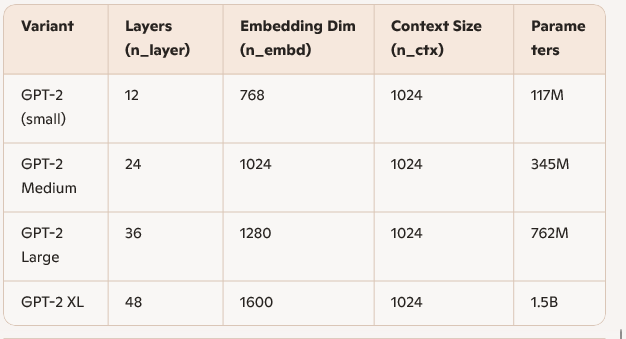 Variant Layers Embedding Dim Context Size Parame
(n_layer) (n_embd) (n_ctx) ters
GPT-2 12 768 1024 117M
(small)
GPT-2 24 1024 1024 345M
Medium
GPT-2 36 1280 1024 762M
Large
GPT-2 XL 48 1600 1024 1.5B